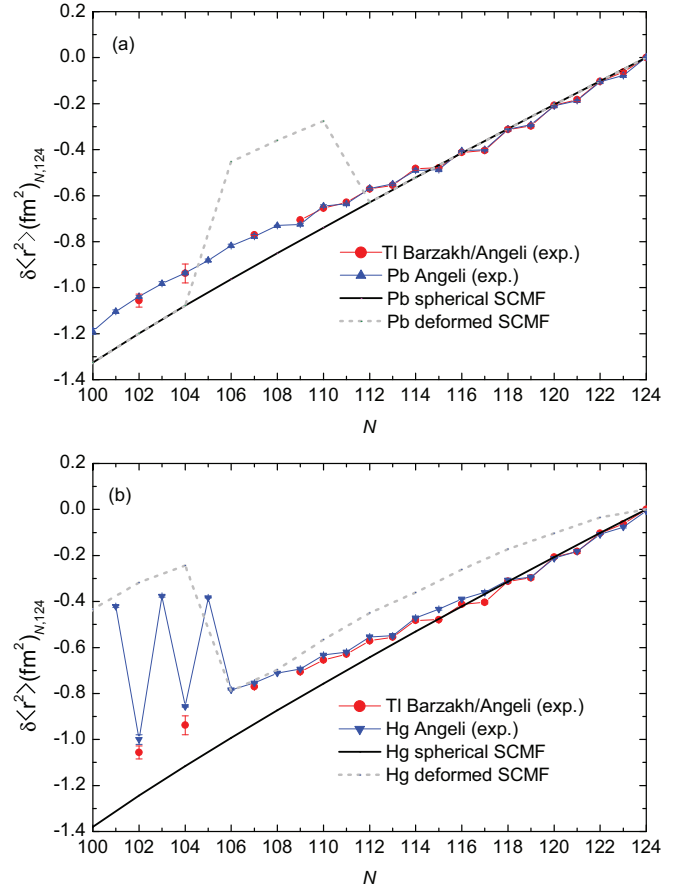 0.2
0.0
-0.2
-0.4
-0.6
-0.8
-1.0
-1.2
-1.4
δ<r²>(fm²)N,124
(a)
Tl Barzakh/Angeli (exp.)
Pb Angeli (exp.)
Pb spherical SCMF
Pb deformed SCMF
100 102 104 106 108 110 112 114 116 118 120 122 124
N
0.2
0.0
-0.2
-0.4
-0.6
-0.8
-1.0
-1.2
-1.4
δ<r²>(fm²)N,124
(b)
Tl Barzakh/Angeli (exp.)
Hg Angeli (exp.)
Hg spherical SCMF
Hg deformed SCMF
100 102 104 106 108 110 112 114 116 118 120 122 124
N